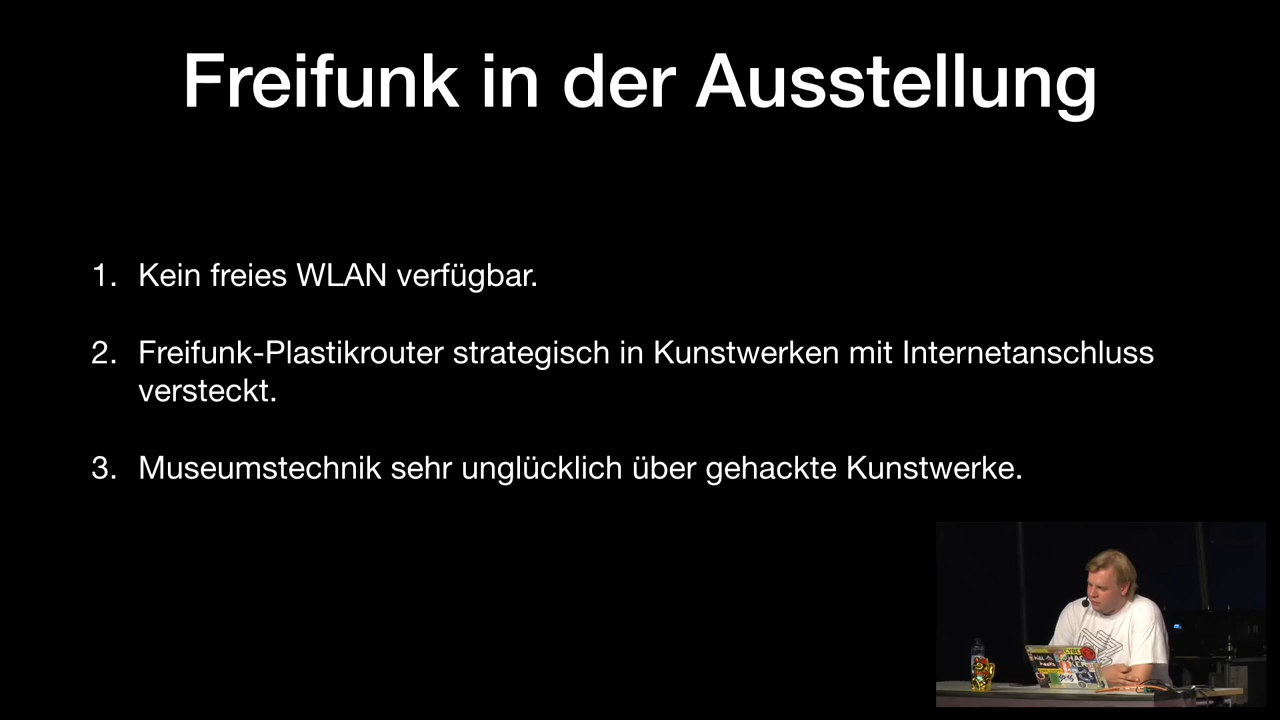 Freifunk in der Ausstellung
1. Kein freies WLAN verfügbar.
2. Freifunk-Plastikrouter strategisch in Kunstwerken mit Internetanschluss
versteckt.
3. Museumstechnik sehr unglücklich über gehackte Kunstwerke.